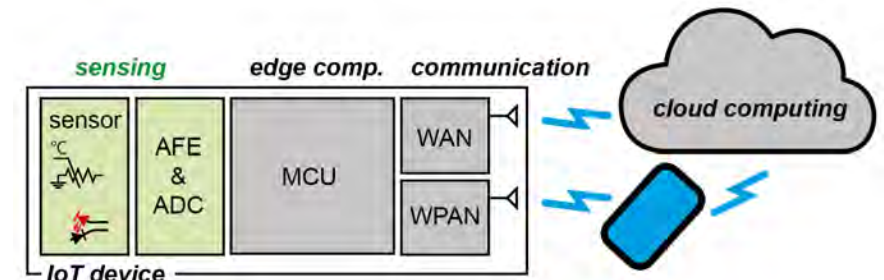 sensing
edge comp.
communication
sensor
°C
AFE
&
ADC
MCU
WAN
WPAN
cloud computing
IoT device